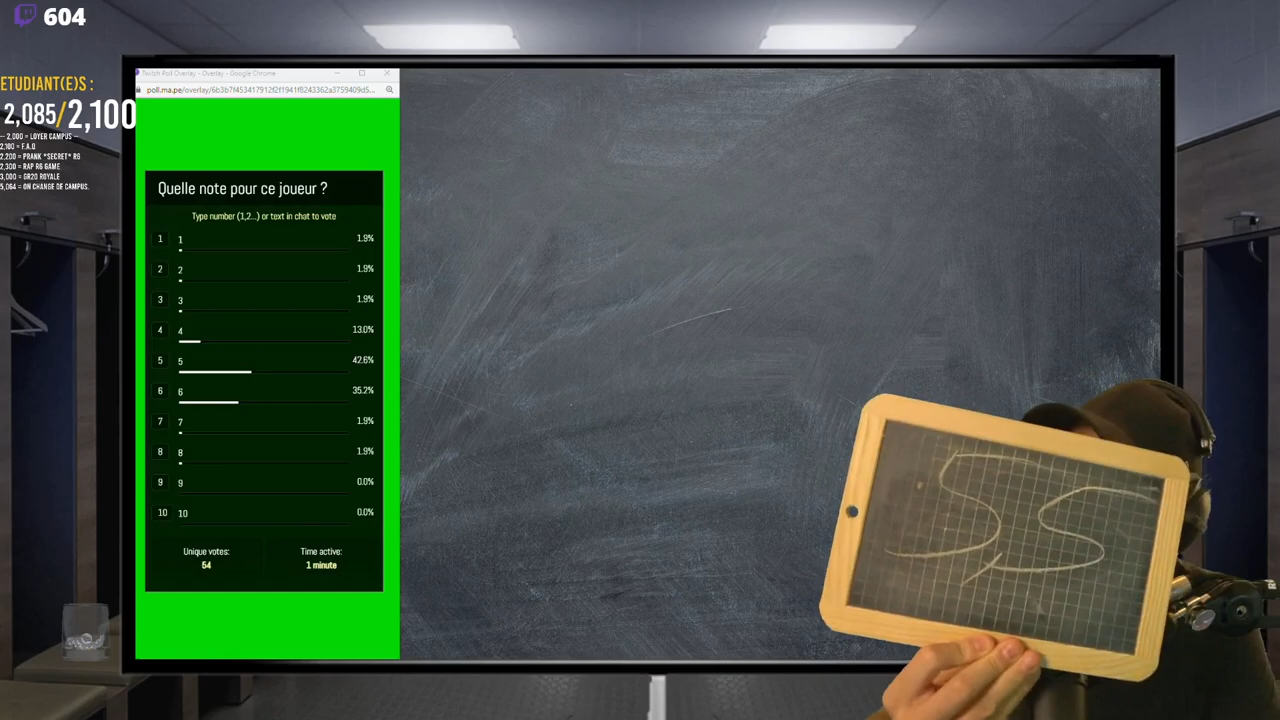 604
ETUDIANT(E)S :
2,085/2,100
-- 2,000 = LOYER CAMPUS --
2,100 = F.A.Q
2,200 = PRANK *SECRET* R6
2,300 = RAP R6 GAME
3,000 = GR20 ROYALE
5,064 = ON CHANGE DE CAMPUS.
Twitch Poll Overlay - Overlay - Google Chrome
poll.ma.pe/overlay/6b3b7f453417912f2f1941f8243362a3759409d5...
Quelle note pour ce joueur ?
Type number (1,2...) or text in chat to vote
1 1 1.9%
2 2 1.9%
3 3 1.9%
4 4 13.0%
5 5 42.6%
6 6 35.2%
7 7 1.9%
8 8 1.9%
9 9 0.0%
10 10 0.0%
Unique votes: Time active:
54 1 minute
5,5